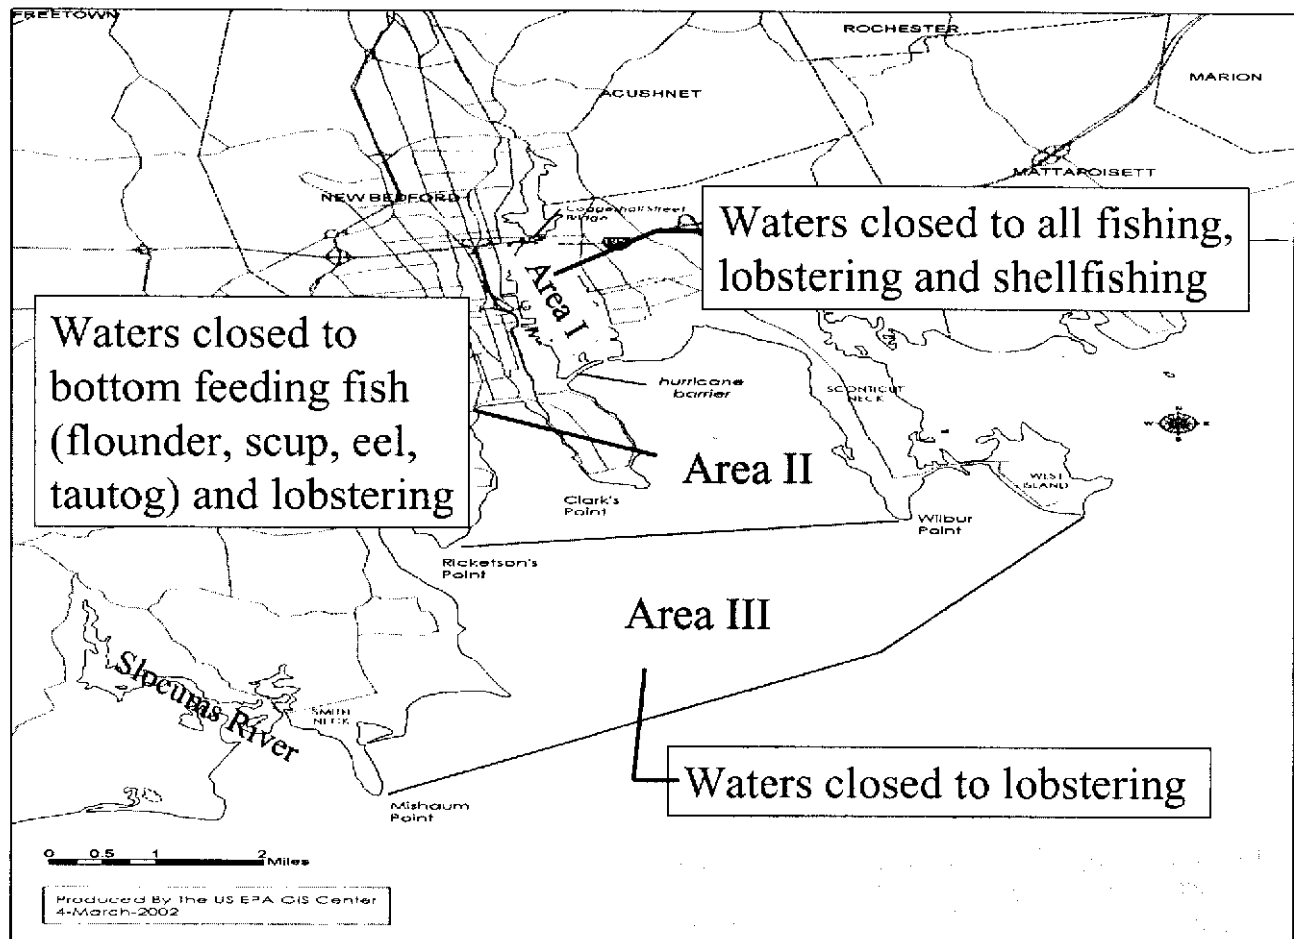 FREETOWN
ROCHESTER
MARION
ACUSHNET
MATTAPOISETT
NEW BEDFORD
Coggeshall Street
Bridge
Waters closed to all fishing,
lobstering and shellfishing
Area I
Waters closed to
bottom feeding fish
(flounder, scup, eel,
tautog) and lobstering
hurricane
barrier
SCONTICUT
NECK
N
W
E
S
Area II
WEST
ISLAND
Clark's
Point
Wilbur
Point
Ricketson's
Point
Area III
Slocums River
SMITH
NECK
Waters closed to lobstering
Mishaum
Point
0 0.5 1 2
Miles
Produced By The US EPA GIS Center
4-March-2002